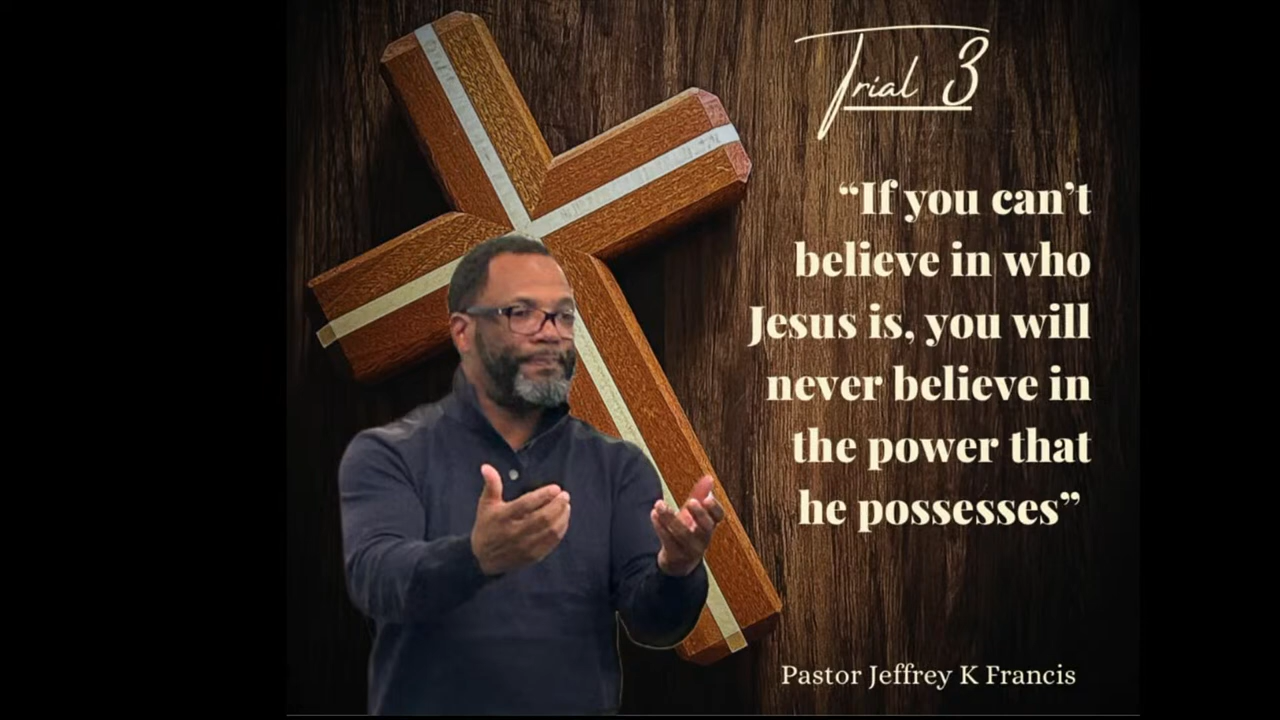 Trial 3
“If you can’t
believe in who
Jesus is, you will
never believe in
the power that
he possesses”
Pastor Jeffrey K Francis